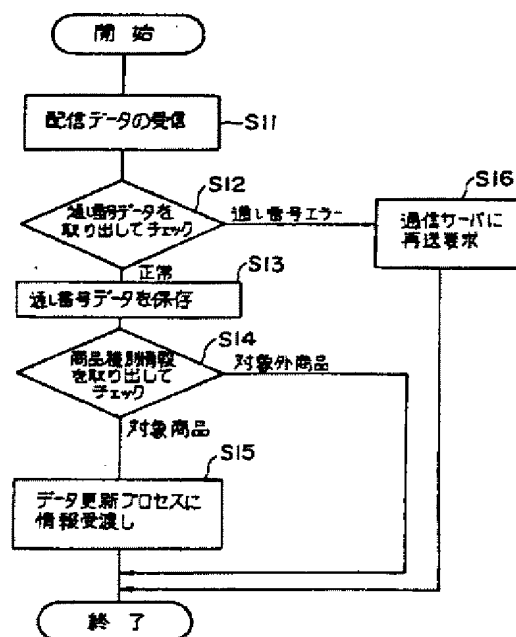 開始
配信データの受信
S11
S12
通し番号データを
取り出してチェック
通し番号エラー
S16
通信サーバに
再送要求
正常
S13
通し番号データを保存
S14
商品種別情報
を取り出して
チェック
対象外商品
対象商品
S15
データ更新プロセスに
情報受渡し
終了